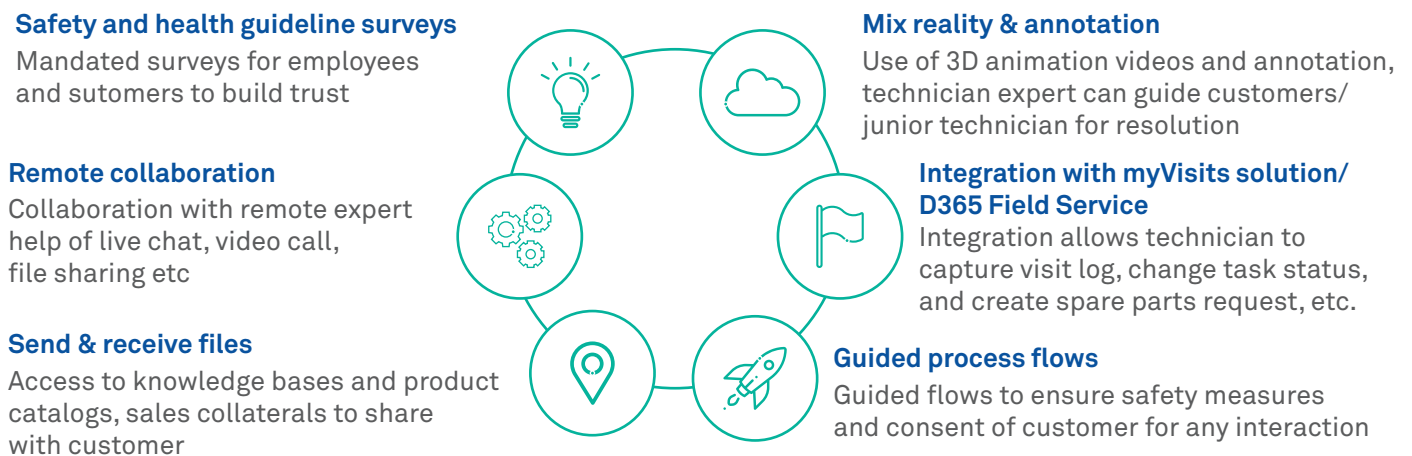 Safety and health guideline surveys
Mandated surveys for employees
and sutomers to build trust
Remote collaboration
Collaboration with remote expert
help of live chat, video call,
file sharing etc
Send & receive files
Access to knowledge bases and product
catalogs, sales collaterals to share
with customer
Mix reality & annotation
Use of 3D animation videos and annotation,
technician expert can guide customers/
junior technician for resolution
Integration with myVisits solution/
D365 Field Service
Integration allows technician to
capture visit log, change task status,
and create spare parts request, etc.
Guided process flows
Guided flows to ensure safety measures
and consent of customer for any interaction